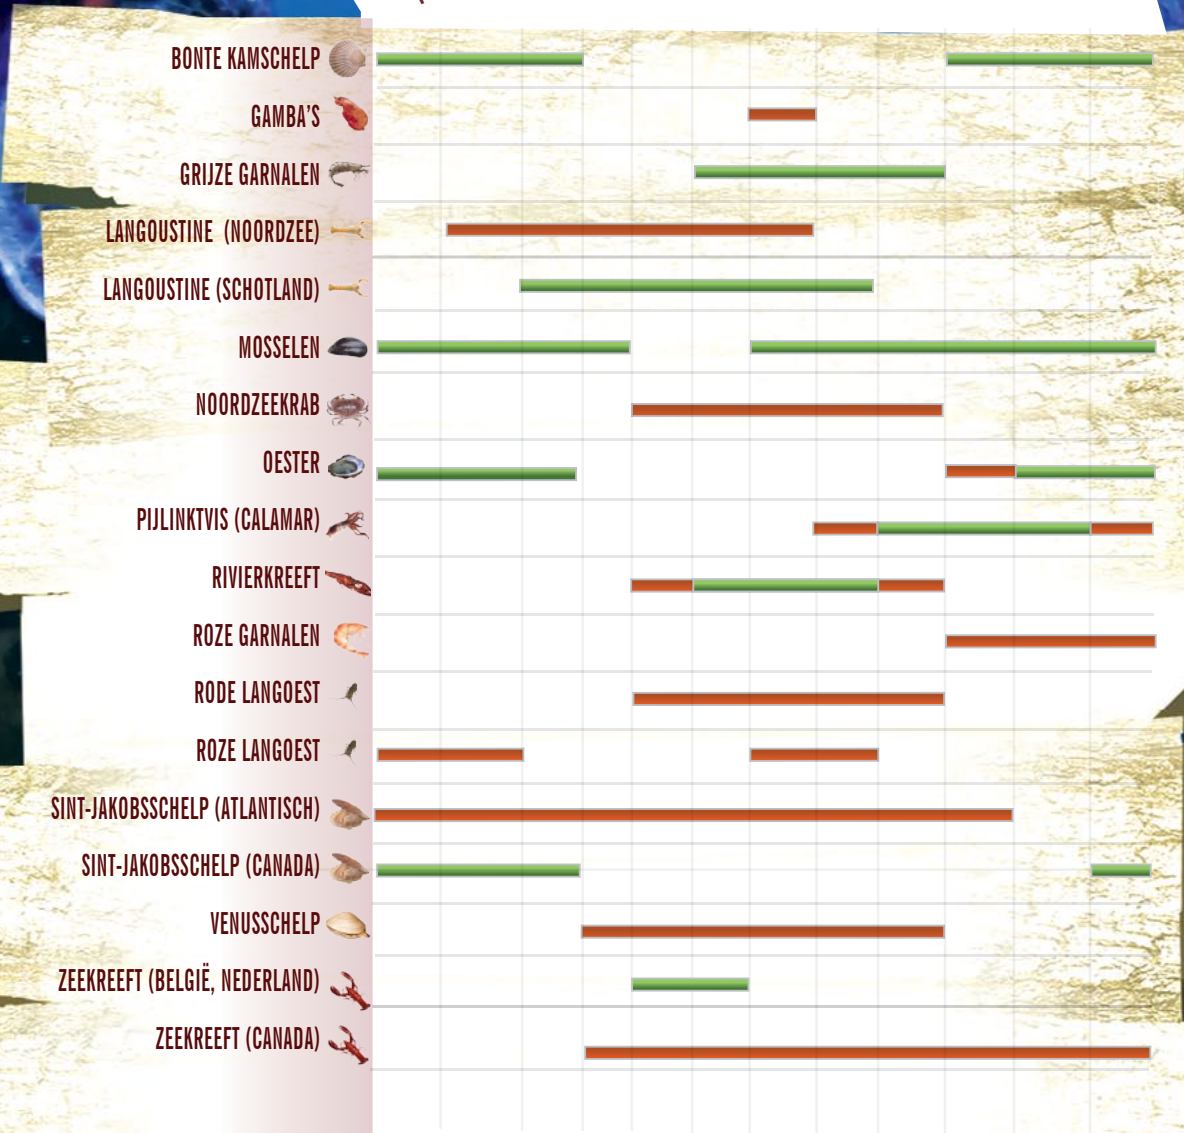 BONTE KAMSCHELP
GAMBA'S
GRIJZE GARNALEN
LANGOUSTINE (NOORDZEE)
LANGOUSTINE (SCHOTLAND)
MOSSELEN
NOORDZEEKRAB
OESTER
PIJLINKTVIS (CALAMAR)
RIVIERKREEFT
ROZE GARNALEN
RODE LANGOEST
ROZE LANGOEST
SINT-JAKOBSSCHELP (ATLANTISCH)
SINT-JAKOBSSCHELP (CANADA)
VENUSSCHELP
ZEEKREEFT (BELGIË, NEDERLAND)
ZEEKREEFT (CANADA)